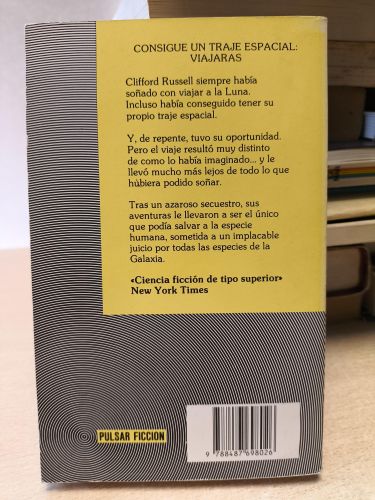 CONSIGUE UN TRAJE ESPACIAL:
VIAJARAS
Clifford Russell siempre había
soñado con viajar a la Luna.
Incluso había conseguido tener su
propio traje espacial.
Y, de repente, tuvo su oportunidad.
Pero el viaje resultó muy distinto
de como lo había imaginado... y le
llevó mucho más lejos de todo lo que
hùbiera podido soñar.
Tras un azaroso secuestro, sus
aventuras le llevaron a ser el único
que podía salvar a la especie
humana, sometida a un implacable
juicio por todas las especies de la
Galaxia.
«Ciencia ficción de tipo superior»
New York Times
PULSAR FICCION
9 788487 698026